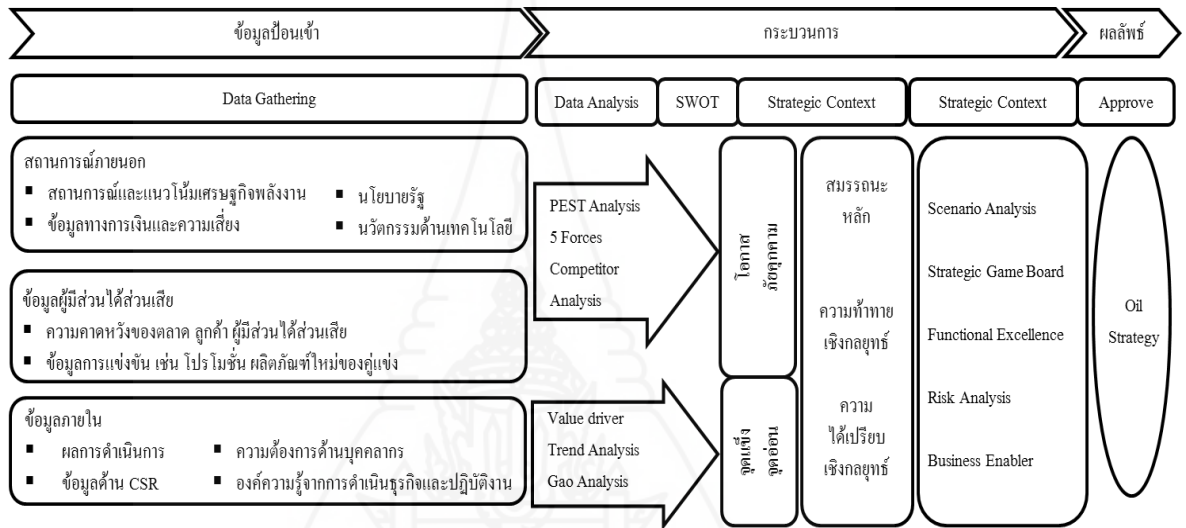 ข้อมูลป้อนเข้า
กระบวนการ
ผลลัพธ์
Data Gathering
Data Analysis
SWOT
Strategic Context
Strategic Context
Approve
สถานการณ์ภายนอก
▪ สถานการณ์และแนวโน้มเศรษฐกิจพลังงาน
▪ ข้อมูลทางการเงินและความเสี่ยง
▪ นโยบายรัฐ
▪ นวัตกรรมด้านเทคโนโลยี
ข้อมูลผู้มีส่วนได้ส่วนเสีย
▪ ความคาดหวังของตลาด ลูกค้า ผู้มีส่วนได้ส่วนเสีย
▪ ข้อมูลการแข่งขัน เช่น โปรโมชั่น ผลิตภัณฑ์ใหม่ของคู่แข่ง
ข้อมูลภายใน
▪ ผลการดำเนินการ
▪ ข้อมูลด้าน CSR
▪ ความต้องการด้านบุคคลากร
▪ องค์ความรู้จากการดำเนินธุรกิจและปฏิบัติงาน
PEST Analysis
5 Forces
Competitor
Analysis
Value driver
Trend Analysis
Gao Analysis
โอกาส
ภัยคุกคาม
จุดแข็ง
จุดอ่อน
สมรรถนะ
หลัก
ความท้าทาย
เชิงกลยุทธ์
ความ
ได้เปรียบ
เชิงกลยุทธ์
Scenario Analysis
Strategic Game Board
Functional Excellence
Risk Analysis
Business Enabler
Oil
Strategy